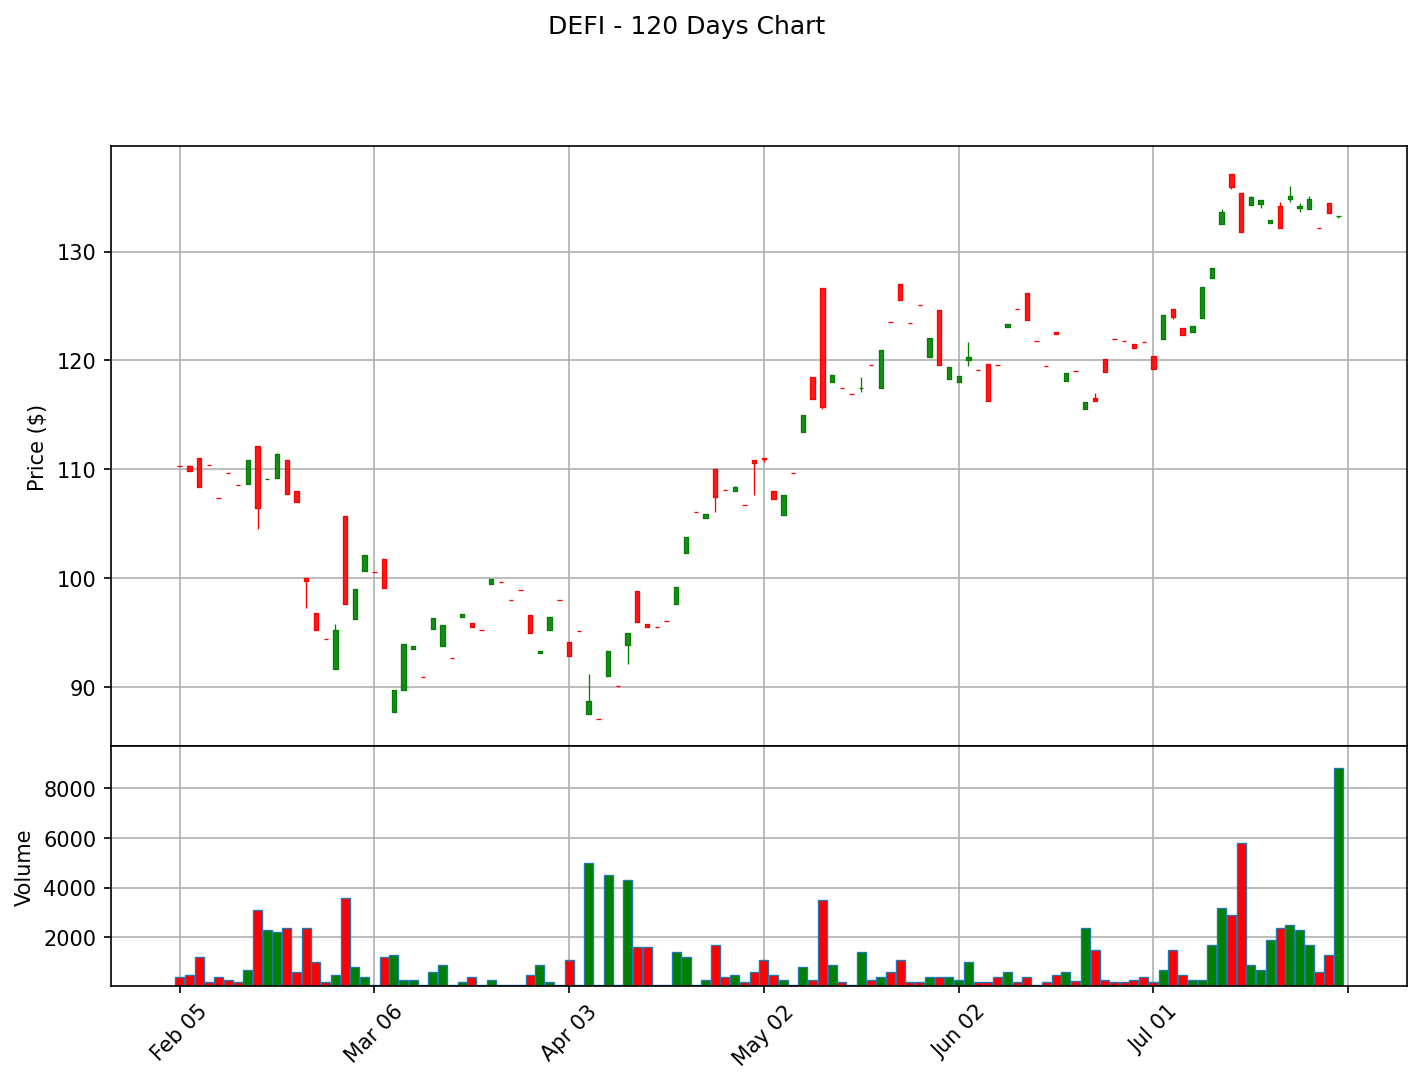 DEFI - 120 Days Chart
Price ($)
130
120
110
100
90
Volume
8000
6000
4000
2000
Feb 05
Mar 06
Apr 03
May 02
Jun 02
Jul 01